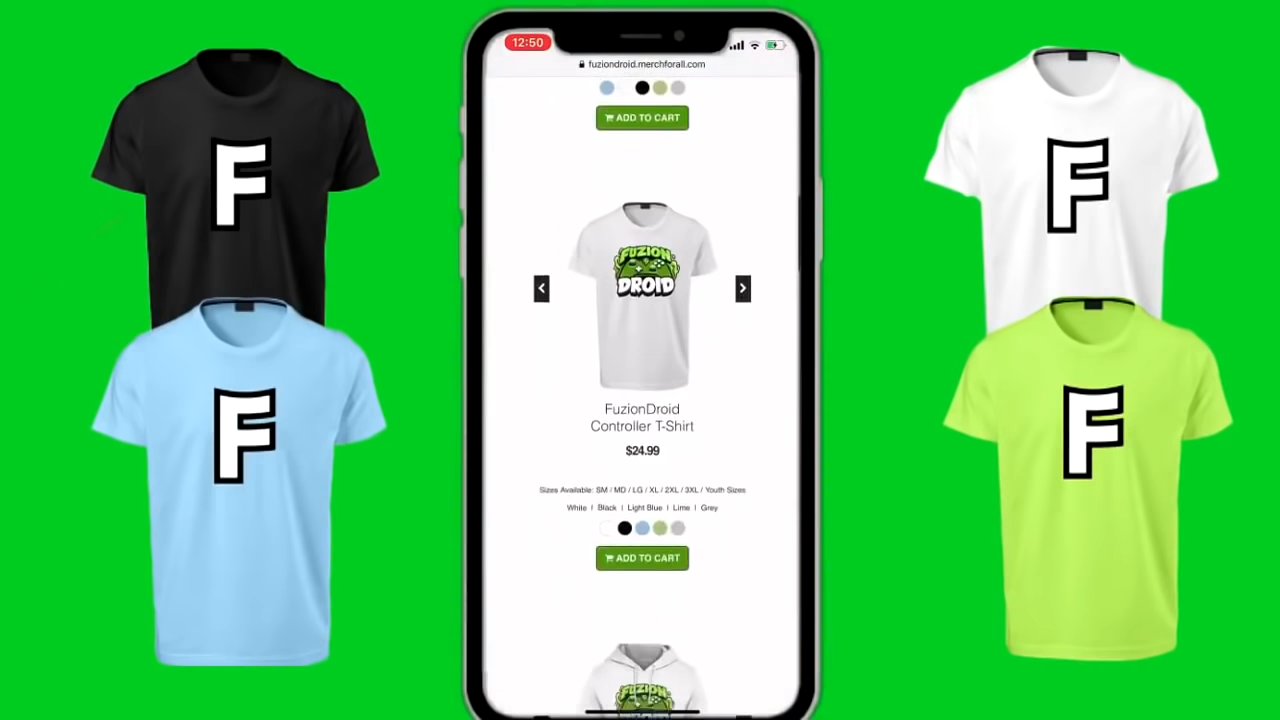 12:50
fuziondroid.merchforall.com
ADD TO CART
F
F
FUZION
DROID
FuzionDroid
Controller T-Shirt
$24.99
Sizes Available: SM / MD / LG / XL / 2XL / 3XL / Youth Sizes
White I Black I Light Blue I Lime I Grey
F
F
ADD TO CART
FUZION